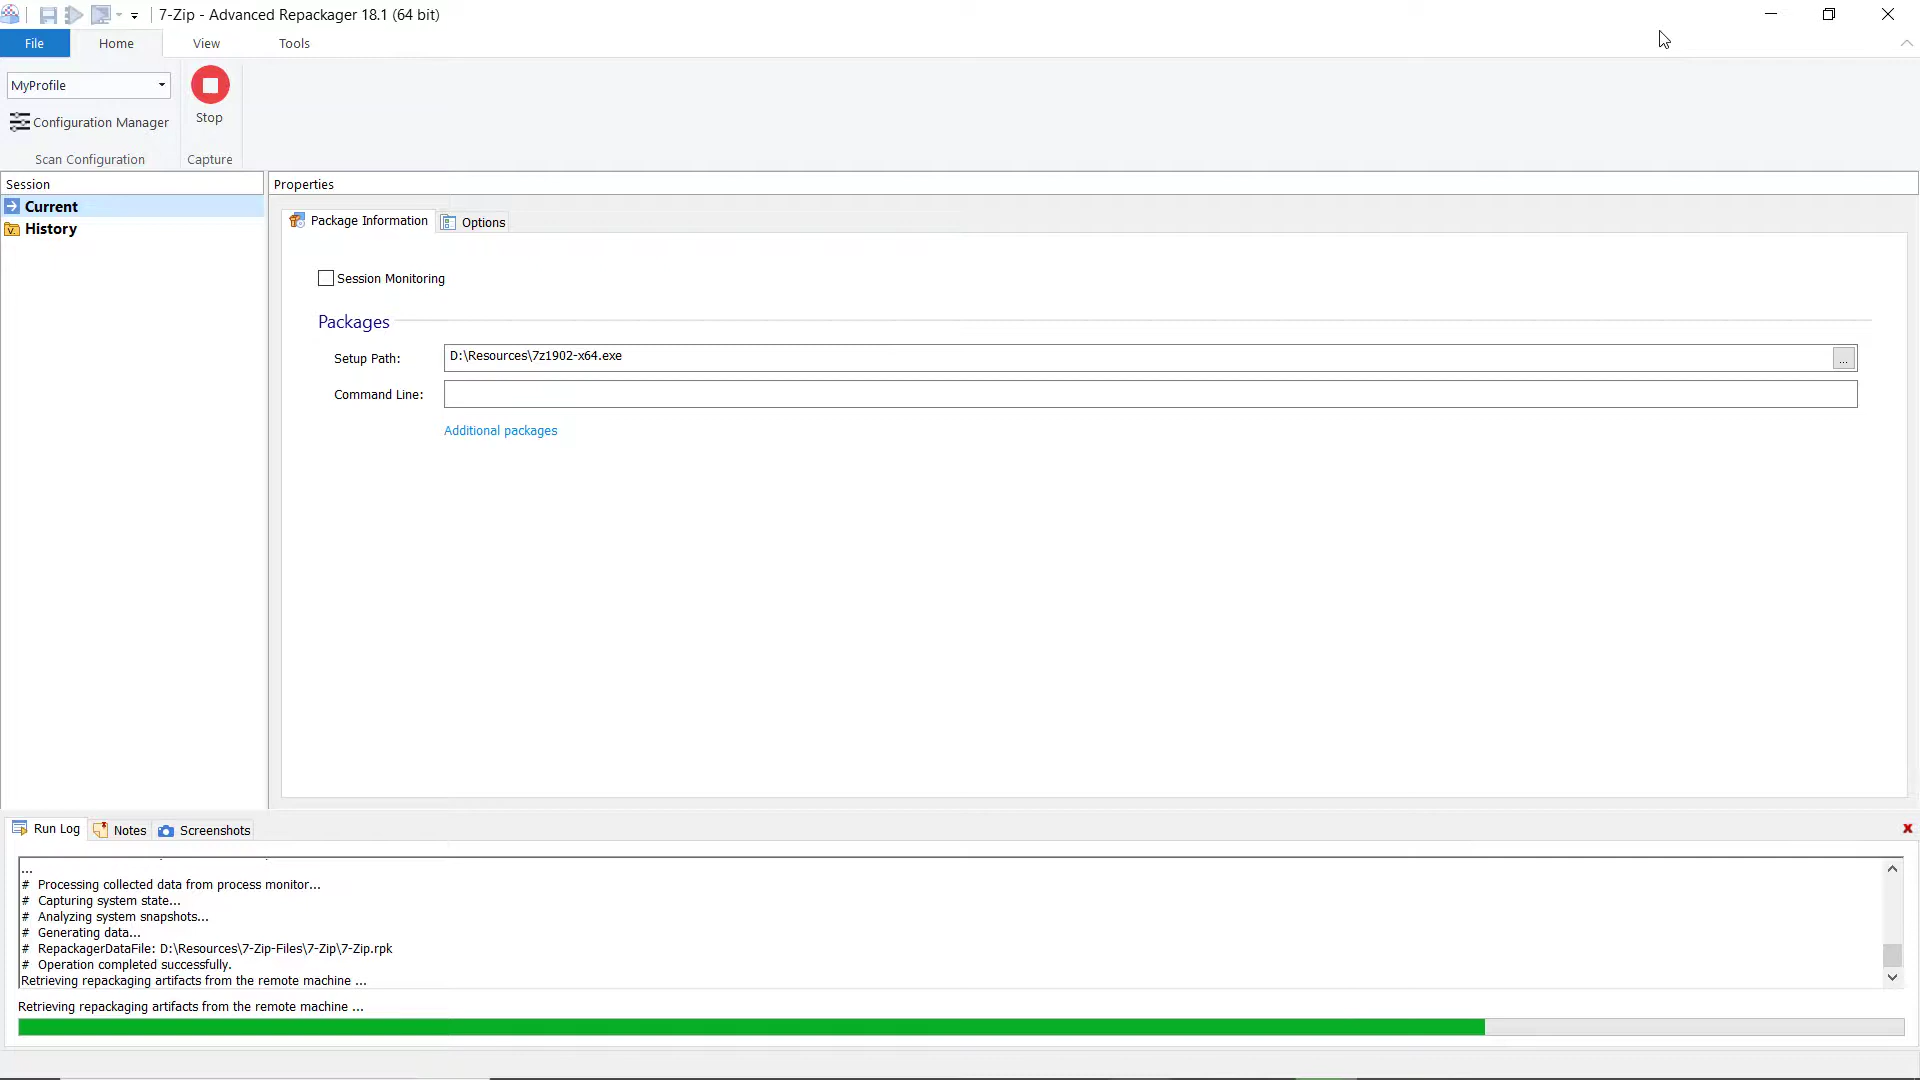 7-Zip - Advanced Repackager 18.1 (64 bit)
File
Home
View
Tools
MyProfile
Configuration Manager
Scan Configuration
Stop
Capture
Session
Current
History
Properties
Package Information
Options
Session Monitoring
Packages
Setup Path:
D:\Resources\7z1902-x64.exe
...
Command Line:
Additional packages
Run Log
Notes
Screenshots
...
# Processing collected data from process monitor...
# Capturing system state...
# Analyzing system snapshots...
# Generating data...
# RepackagerDataFile: D:\Resources\7-Zip-Files\7-Zip\7-Zip.rpk
# Operation completed successfully.
Retrieving repackaging artifacts from the remote machine ...
Retrieving repackaging artifacts from the remote machine ...